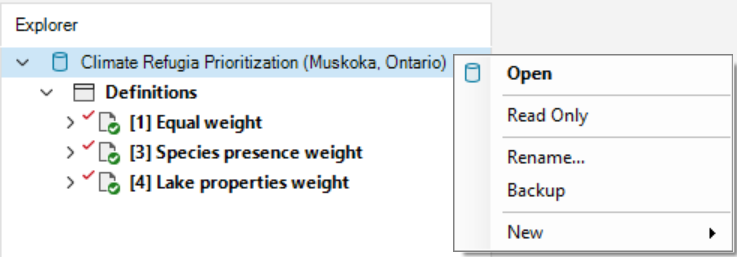 Explorer
Climate Refugia Prioritization (Muskoka, Ontario)
Definitions
[1] Equal weight
[3] Species presence weight
[4] Lake properties weight
Open
Read Only
Rename...
Backup
New